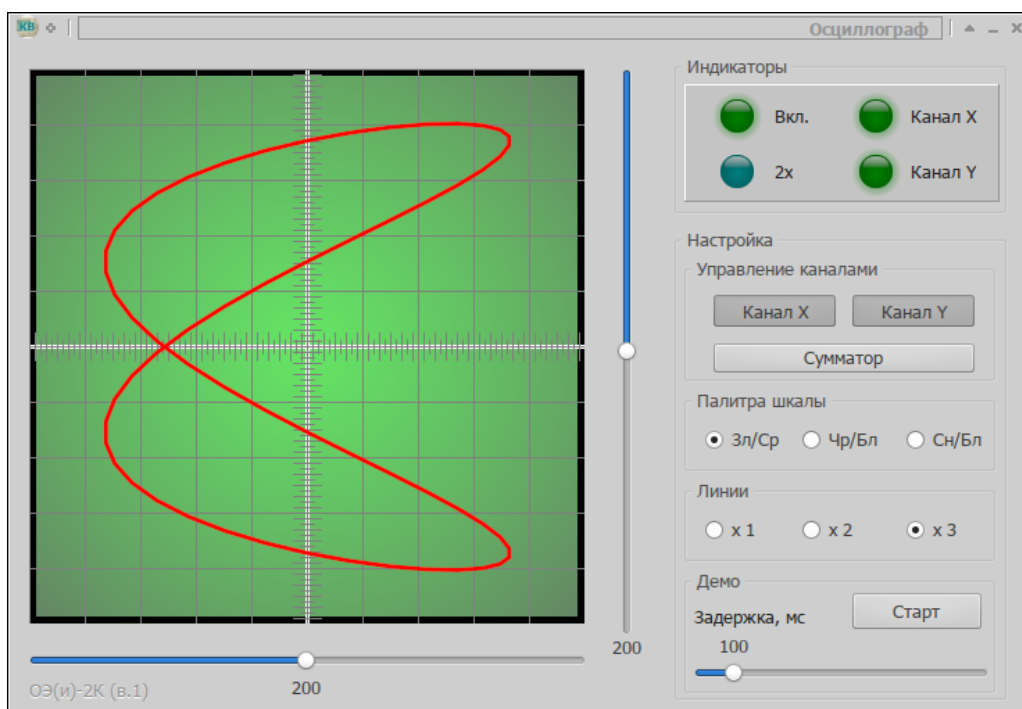 КВ
Осциллограф
Индикаторы
Вкл.
Канал X
2x
Канал Y
Настройка
Управление каналами
Канал X
Канал Y
Сумматор
Палитра шкалы
Зл/Ср
Чр/Бл
Сн/Бл
Линии
x 1
x 2
x 3
Демо
Задержка, мс
Старт
100
200
200
ОЭ(и)-2К (в.1)